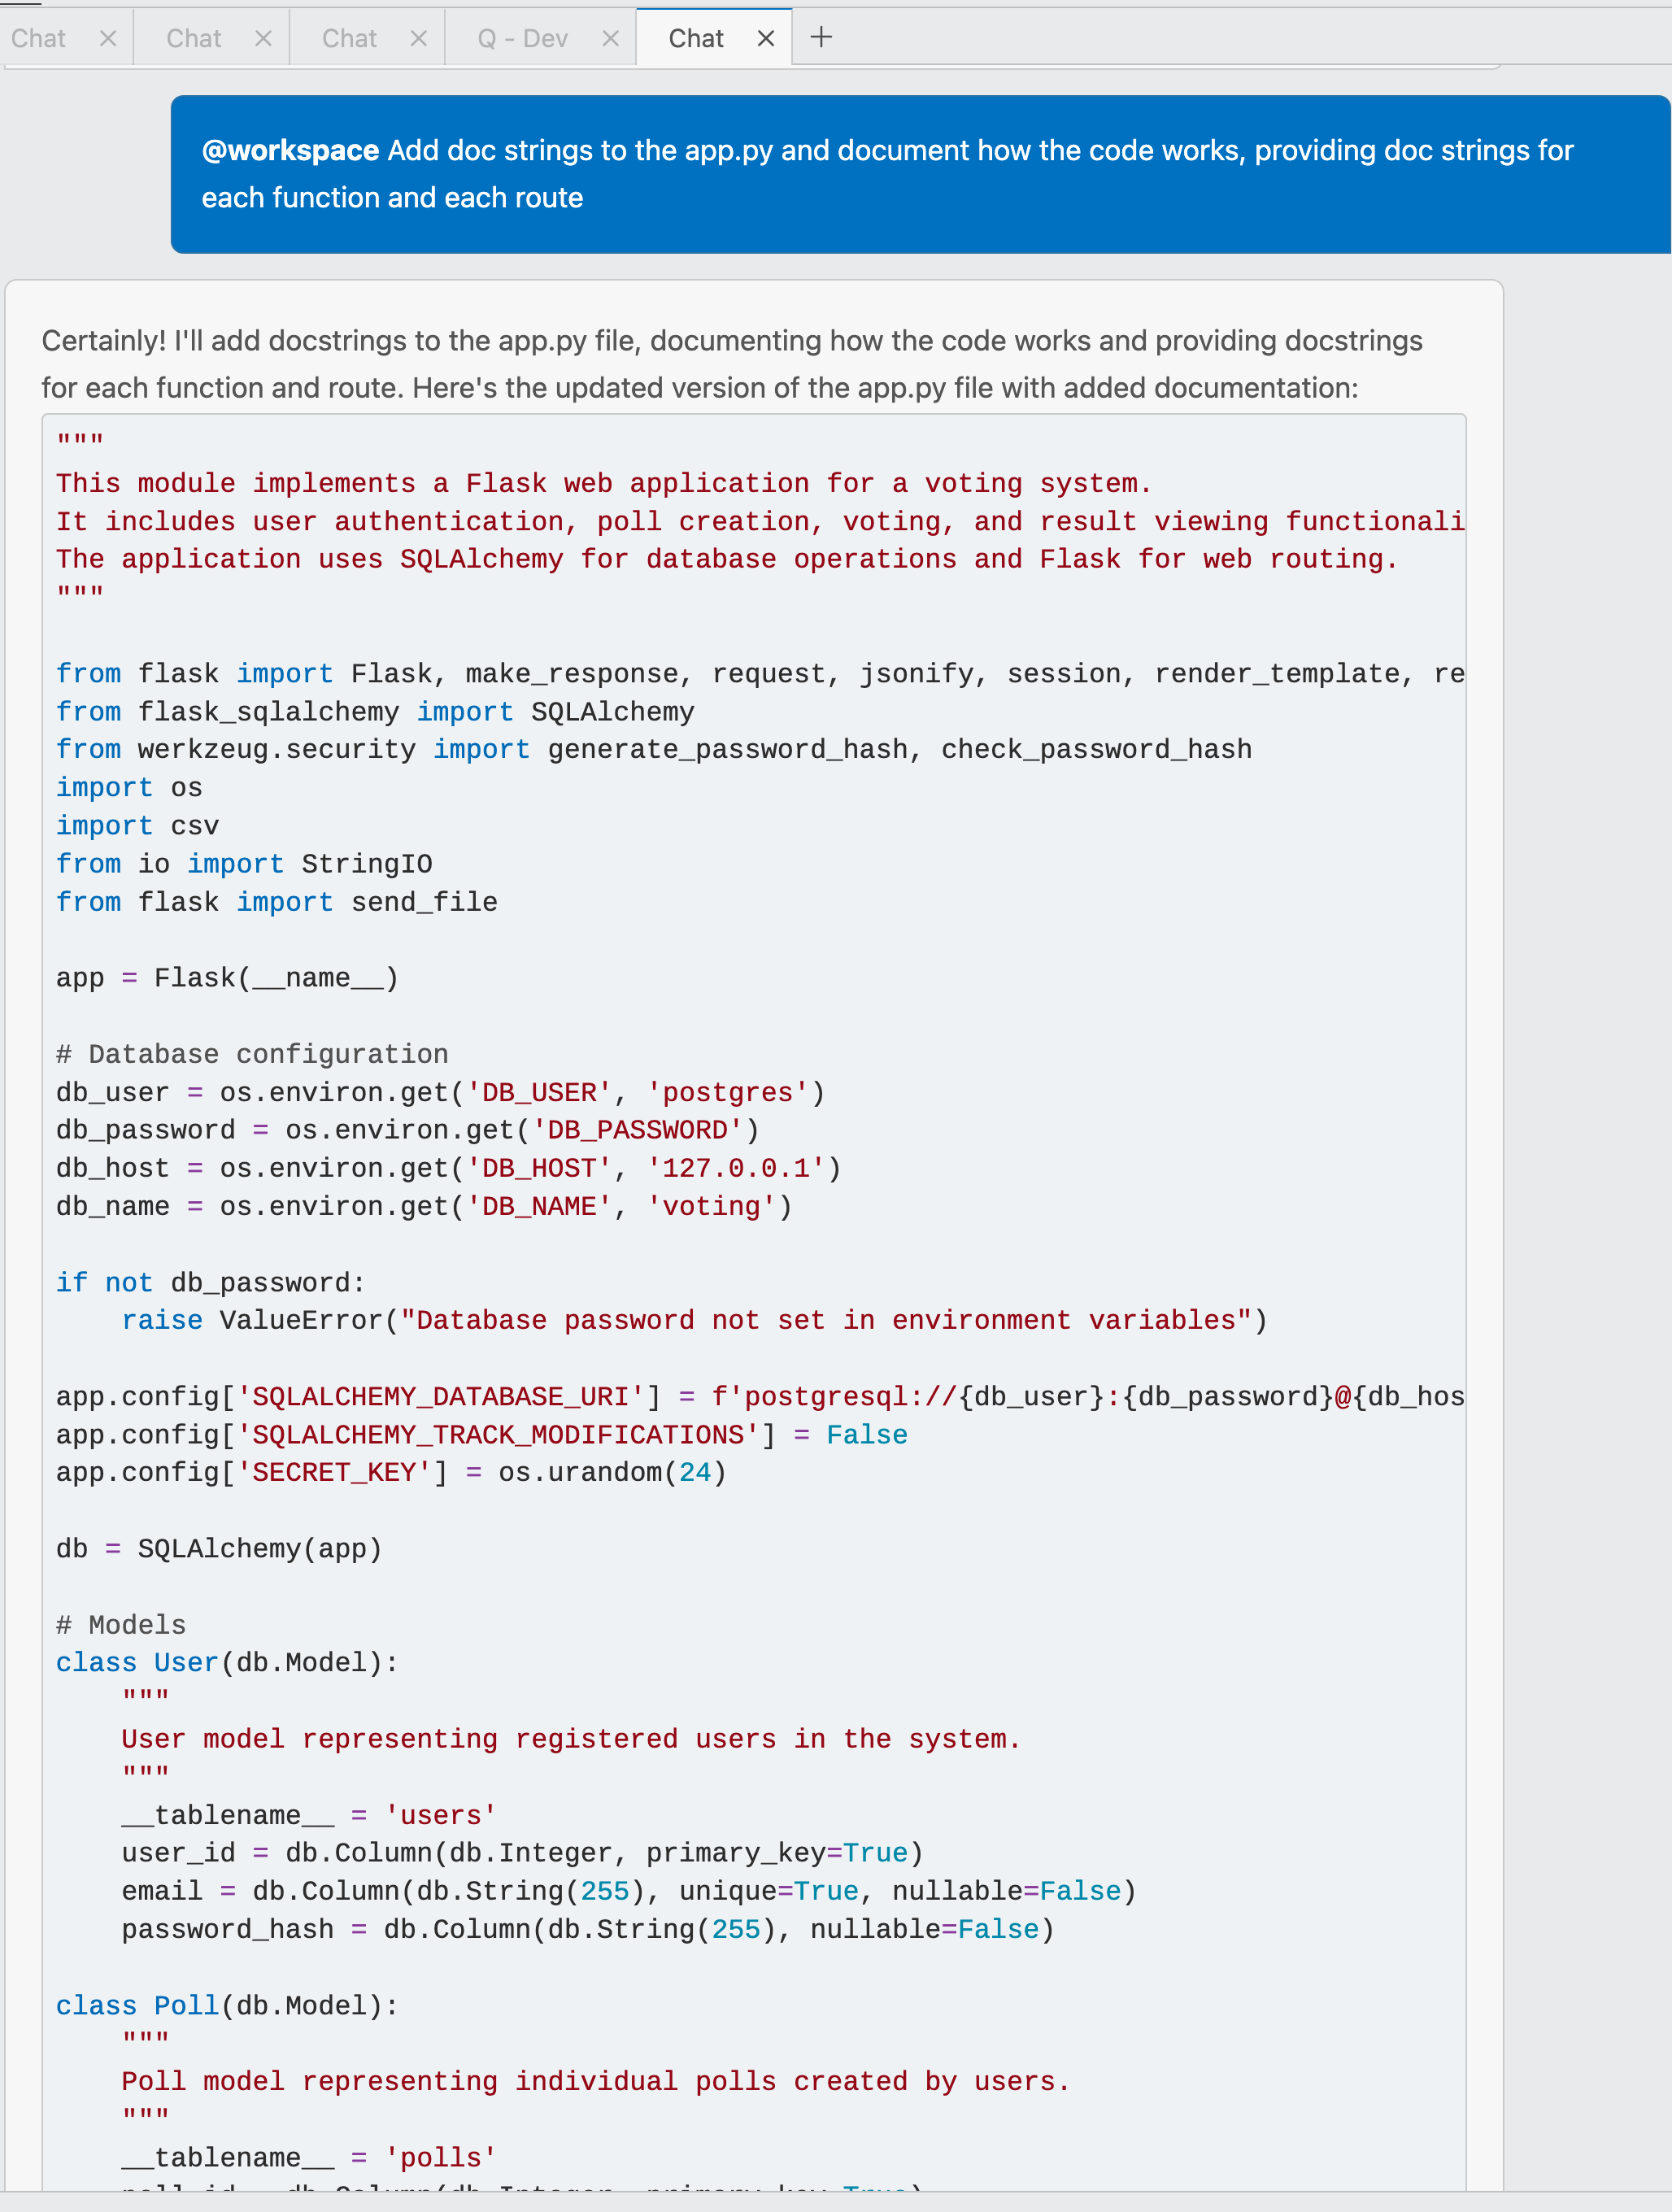 Chat × Chat × Chat × Q - Dev × Chat × +
@workspace Add doc strings to the app.py and document how the code works, providing doc strings for
each function and each route
Certainly! I'll add docstrings to the app.py file, documenting how the code works and providing docstrings
for each function and route. Here's the updated version of the app.py file with added documentation:
"""
This module implements a Flask web application for a voting system.
It includes user authentication, poll creation, voting, and result viewing functionali
The application uses SQLAlchemy for database operations and Flask for web routing.
"""
from flask import Flask, make_response, request, jsonify, session, render_template, re
from flask_sqlalchemy import SQLAlchemy
from werkzeug.security import generate_password_hash, check_password_hash
import os
import csv
from io import StringIO
from flask import send_file
app = Flask(__name__)
# Database configuration
db_user = os.environ.get('DB_USER', 'postgres')
db_password = os.environ.get('DB_PASSWORD')
db_host = os.environ.get('DB_HOST', '127.0.0.1')
db_name = os.environ.get('DB_NAME', 'voting')
if not db_password:
    raise ValueError("Database password not set in environment variables")
app.config['SQLALCHEMY_DATABASE_URI'] = f'postgresql://{db_user}:{db_password}@{db_hos
app.config['SQLALCHEMY_TRACK_MODIFICATIONS'] = False
app.config['SECRET_KEY'] = os.urandom(24)
db = SQLAlchemy(app)
# Models
class User(db.Model):
    """
    User model representing registered users in the system.
    """
    __tablename__ = 'users'
    user_id = db.Column(db.Integer, primary_key=True)
    email = db.Column(db.String(255), unique=True, nullable=False)
    password_hash = db.Column(db.String(255), nullable=False)
class Poll(db.Model):
    """
    Poll model representing individual polls created by users.
    """
    __tablename__ = 'polls'
    poll_id = db.Column(db.Integer, primary_key=True)